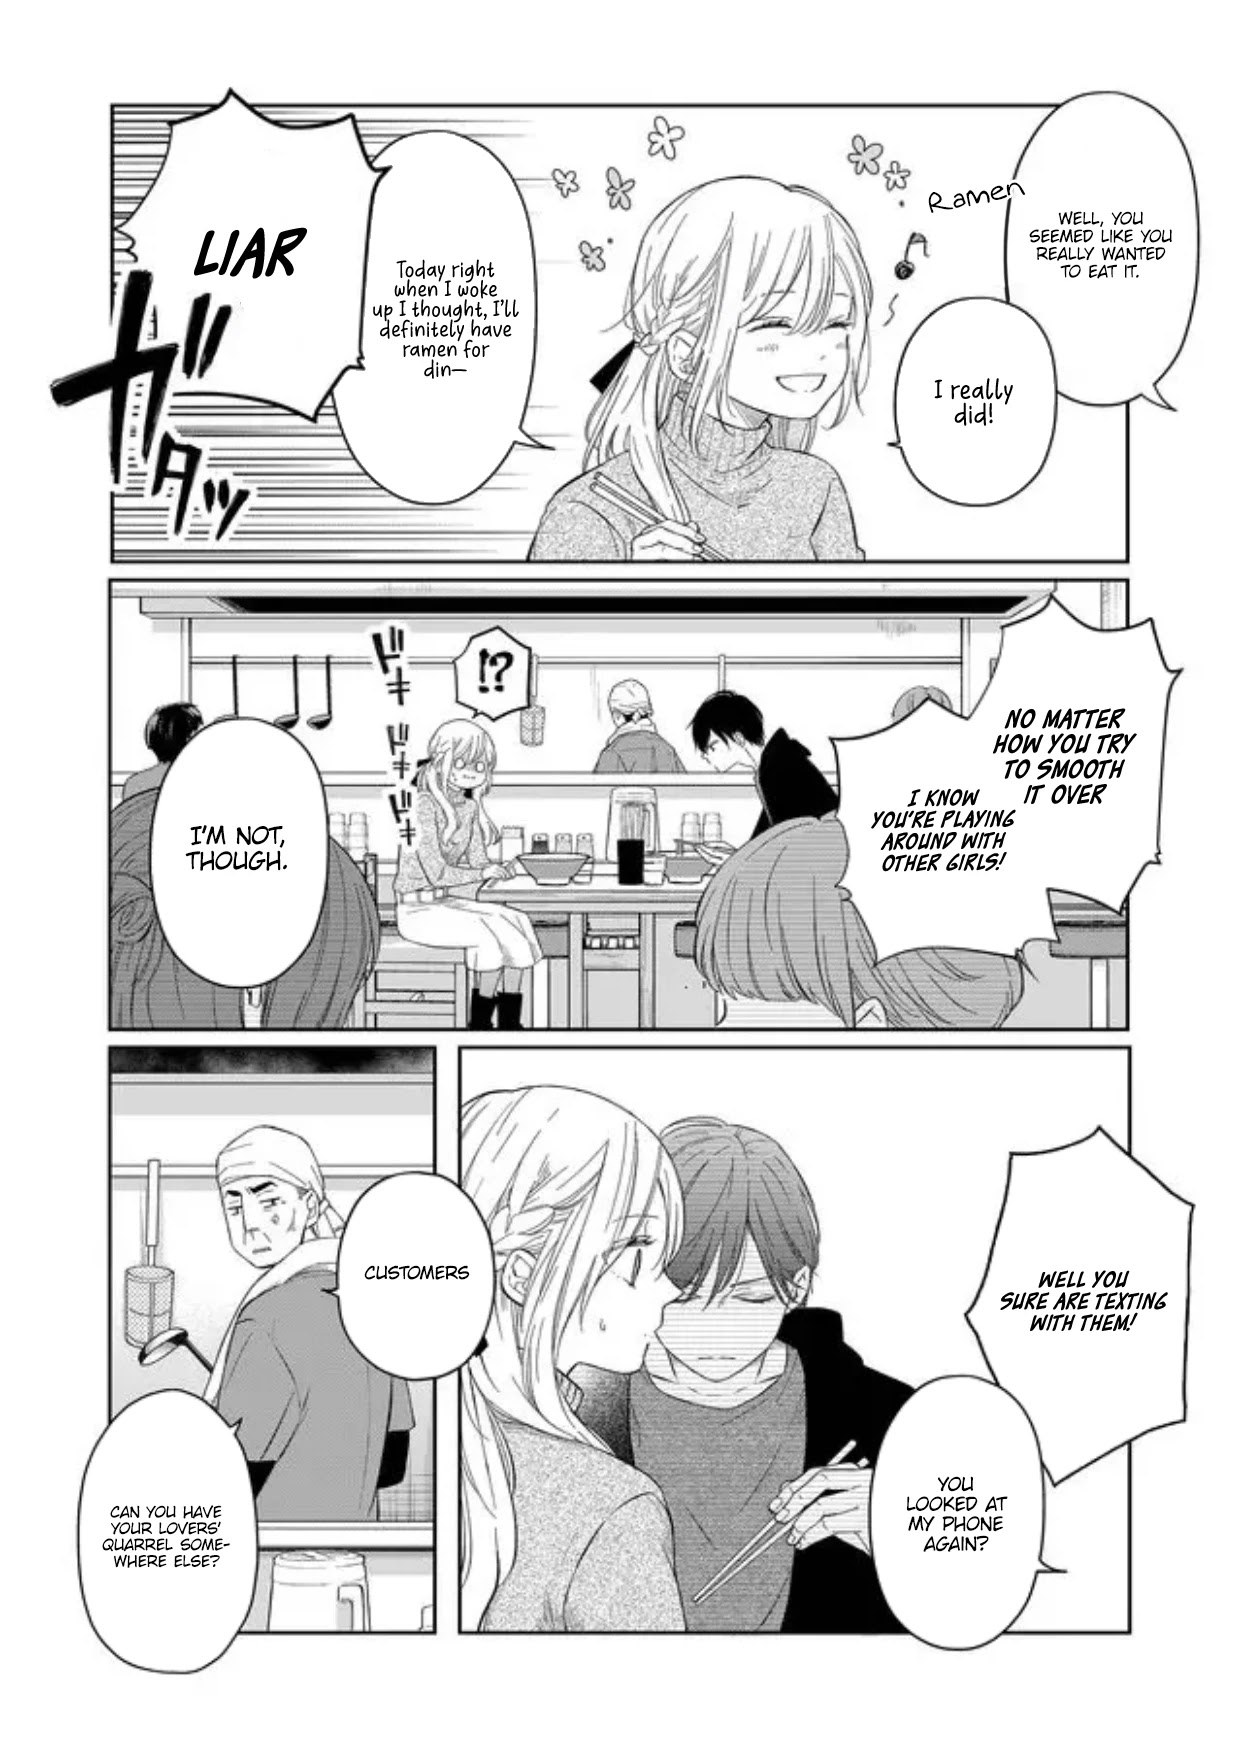 WELL, YOU
SEEMED LIKE YOU
REALLY WANTED
TO EAT IT.
Ramen
I really
did!
Today right
when I woke
up I thought, I'll
definitely have
ramen for
din—
LIAR
ガタッ
NO MATTER
HOW YOU TRY
TO SMOOTH
IT OVER
I KNOW
YOU'RE PLAYING
AROUND WITH
OTHER GIRLS!
!?
ドキ
ドキ
ド
I'M NOT,
THOUGH.
WELL YOU
SURE ARE TEXTING
WITH THEM!
YOU
LOOKED AT
MY PHONE
AGAIN?
CUSTOMERS
CAN YOU HAVE
YOUR LOVERS'
QUARREL SOME-
WHERE ELSE?